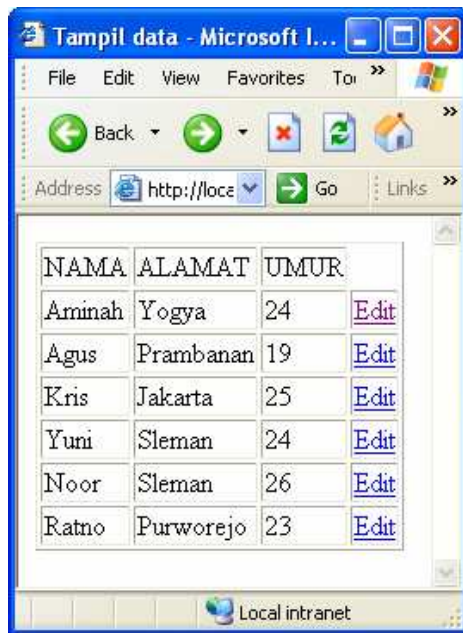 Tampil data - Microsoft I...
File Edit View Favorites Too »
Back »
Address http://loca Go Links »
NAMA ALAMAT UMUR
Aminah Yogya 24 Edit
Agus Prambanan 19 Edit
Kris Jakarta 25 Edit
Yuni Sleman 24 Edit
Noor Sleman 26 Edit
Ratno Purworejo 23 Edit
Local intranet